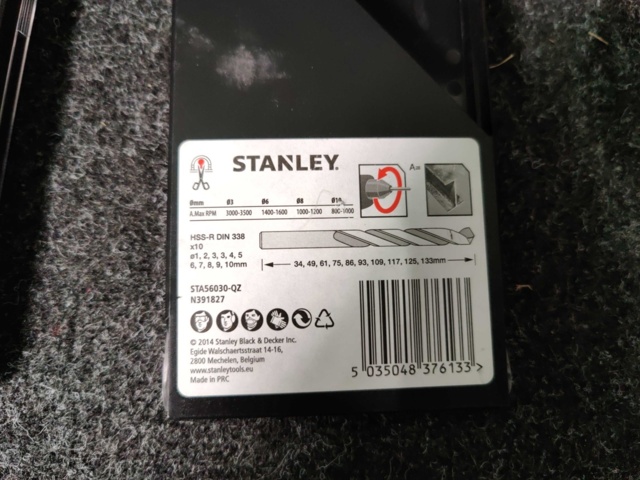 STANLEY.
A
Ømm Ø3 Ø6 Ø8
A.Max RPM 3000-3500 1400-1600 1000-1200 800-1000
HSS-R DIN 338
x10
ø1, 2, 3, 3, 4, 5
6, 7, 8, 9, 10mm
34, 49, 61, 75, 86, 93, 109, 117, 125, 133mm
STA56030-QZ
N391827
© 2014 Stanley Black & Decker Inc.
Egide Walschaertsstraat 14-16,
2800 Mechelen, Belgium
www.stanleytools.eu
Made in PRC
5 035048 376133 >